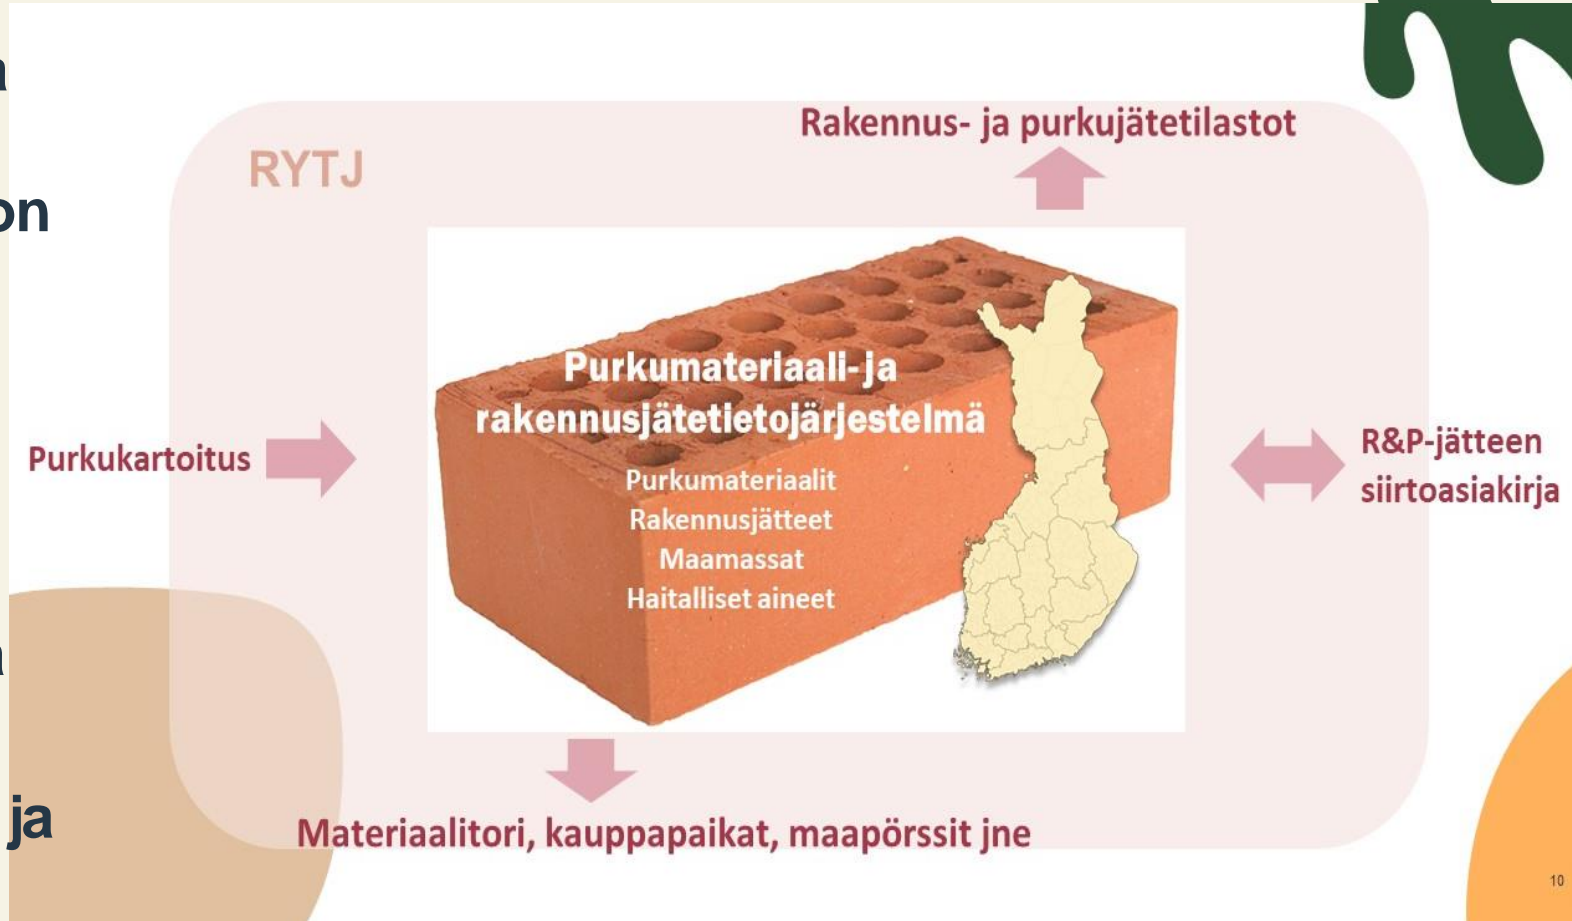 Rakennus- ja purkujätetilastot
RYTJ
on
Purkumateriaali-ja
rakennusjätetietojärjestelmä
Purkukartoitus
R&P-jätteen
siirtoasiakirja
Purkumateriaalit
Rakennusjätteet
Maamassat
Haitalliset aineet
ja
Materiaalitori, kauppapaikat, maapörssit jne
10